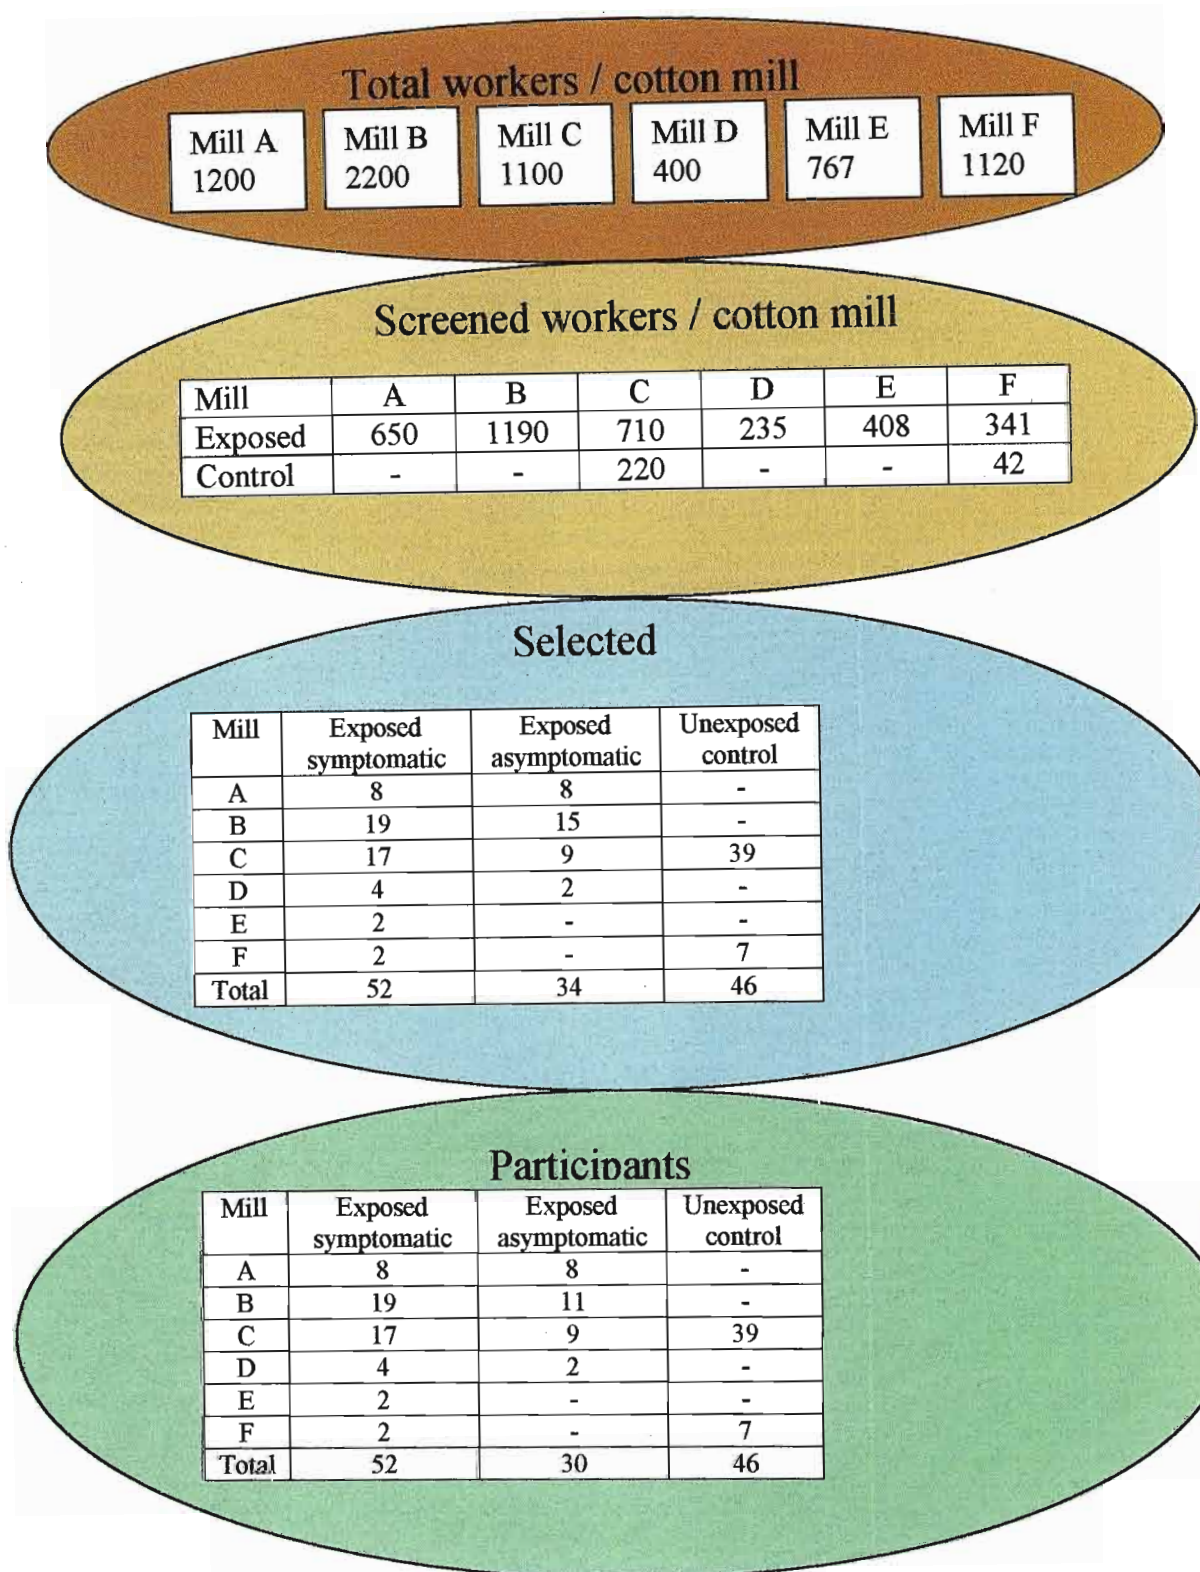 Total workers / cotton mill
Mill A Mill B Mill C Mill D Mill E Mill F
1200 2200 1100 400 767 1120
Screened workers / cotton mill
Mill A B C D E F
Exposed 650 1190 710 235 408 341
Control - - 220 - - 42
Selected
Mill Exposed Exposed Unexposed
symptomatic asymptomatic control
A 8 8 -
B 19 15 -
C 17 9 39
D 4 2 -
E 2 - -
F 2 - 7
Total 52 34 46
Participants
Mill Exposed Exposed Unexposed
symptomatic asymptomatic control
A 8 8 -
B 19 11 -
C 17 9 39
D 4 2 -
E 2 - -
F 2 - 7
Total 52 30 46